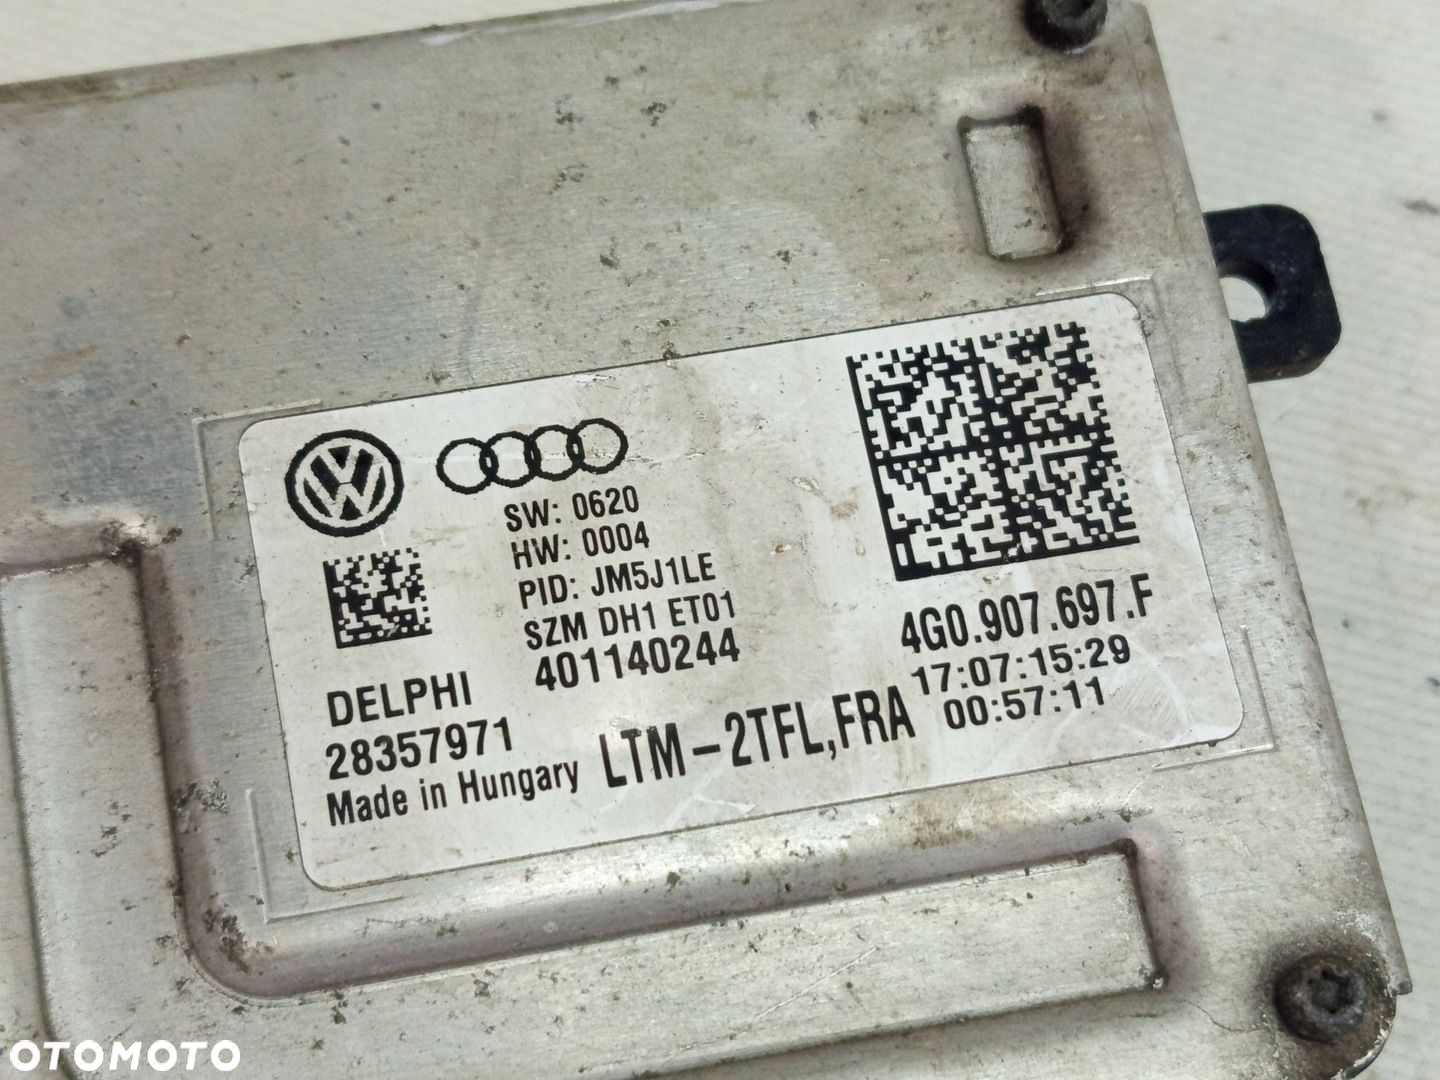 SW: 0620
HW: 0004
PID: JM5J1LE
SZM DH1 ET01
401140244
DELPHI
28357971
Made in Hungary
LTM-2TFL,FRA
4G0.907.697.F
17:07:15:29
00:57:11
OTOMOTO